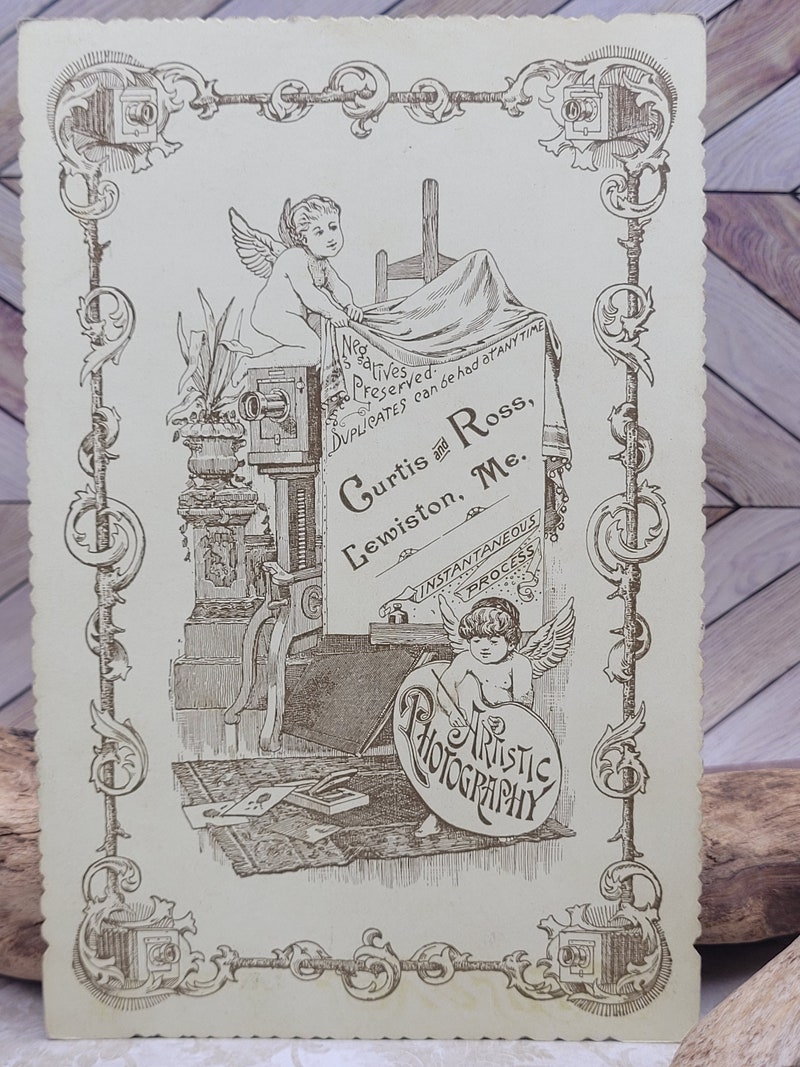 Negatives
Preserved.
Duplicates can be had at any time
Curtis and Ross,
Lewiston, Me.
INSTANTANEOUS
PROCESS
G
Artistic
Photography